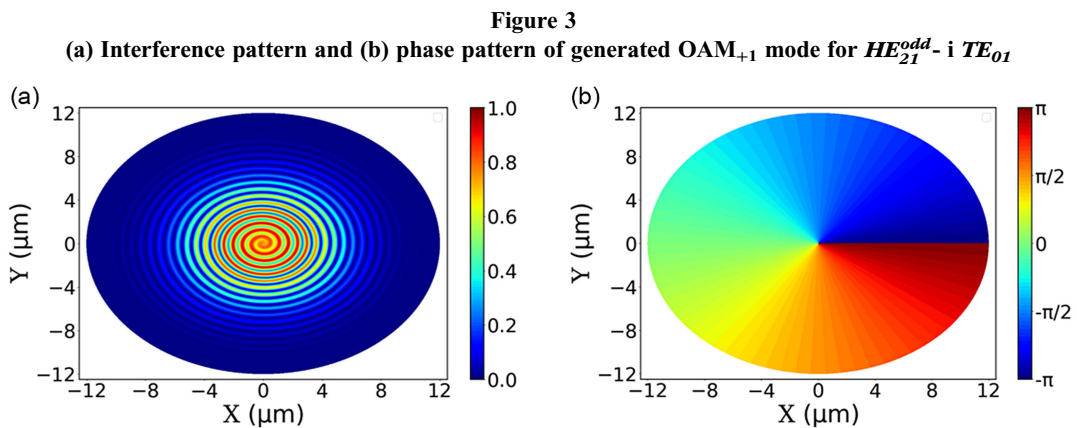 Figure 3
(a) Interference pattern and (b) phase pattern of generated OAM₊₁ mode for HE₂₁ᵒᵈᵈ- i TE₀₁
(a)
(b)
12
8
4
0
−4
−8
−12
Y (μm)
−12 −8 −4 0 4 8 12
X (μm)
1.0
0.8
0.6
0.4
0.2
0.0
12
8
4
0
−4
−8
−12
Y (μm)
−12 −8 −4 0 4 8 12
X (μm)
π
π/2
0
-π/2
-π